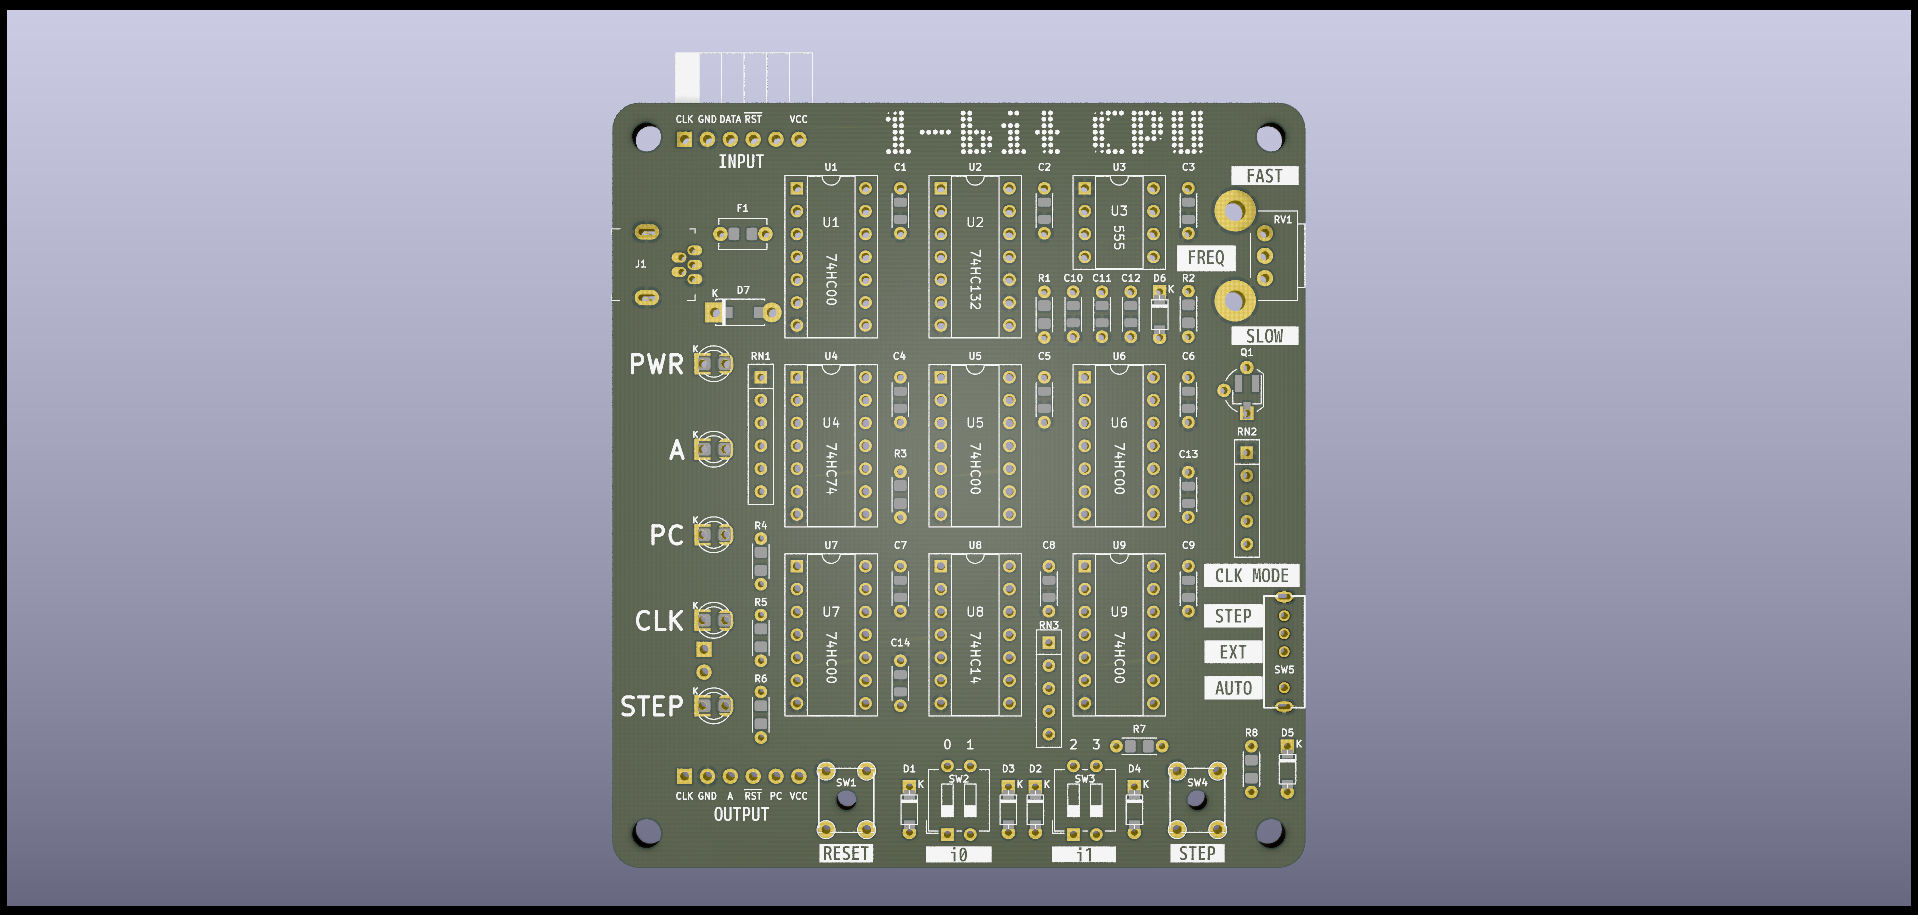 1-bit CPU
CLK GND DATA RST VCC
INPUT
U1 C1 U2 C2 U3 C3
FAST
F1
U1 74HC00
U2 74HC132
U3 555
RV1
FREQ
J1
K D7
R1 C10 C11 C12 D6 K R2
SLOW
Q1
PWR K
RN1
U4 C4 U5 C5 U6 C6
U4 74HC74
U5 74HC00
U6 74HC00
A K
R3
C13
RN2
PC K
R4
U7 C7 U8 C8 U9 C9
CLK MODE
U7 74HC00
U8 74HC14
U9 74HC00
CLK K
R5
STEP
RN3
C14
EXT
SW5
R6
AUTO
STEP K
0 1 2 3
R7
R8 D5 K
CLK GND A RST PC VCC
OUTPUT
SW1
D1 K
SW2
D3 K
D2 K
SW3
D4 K
SW4
RESET
i0
i1
STEP